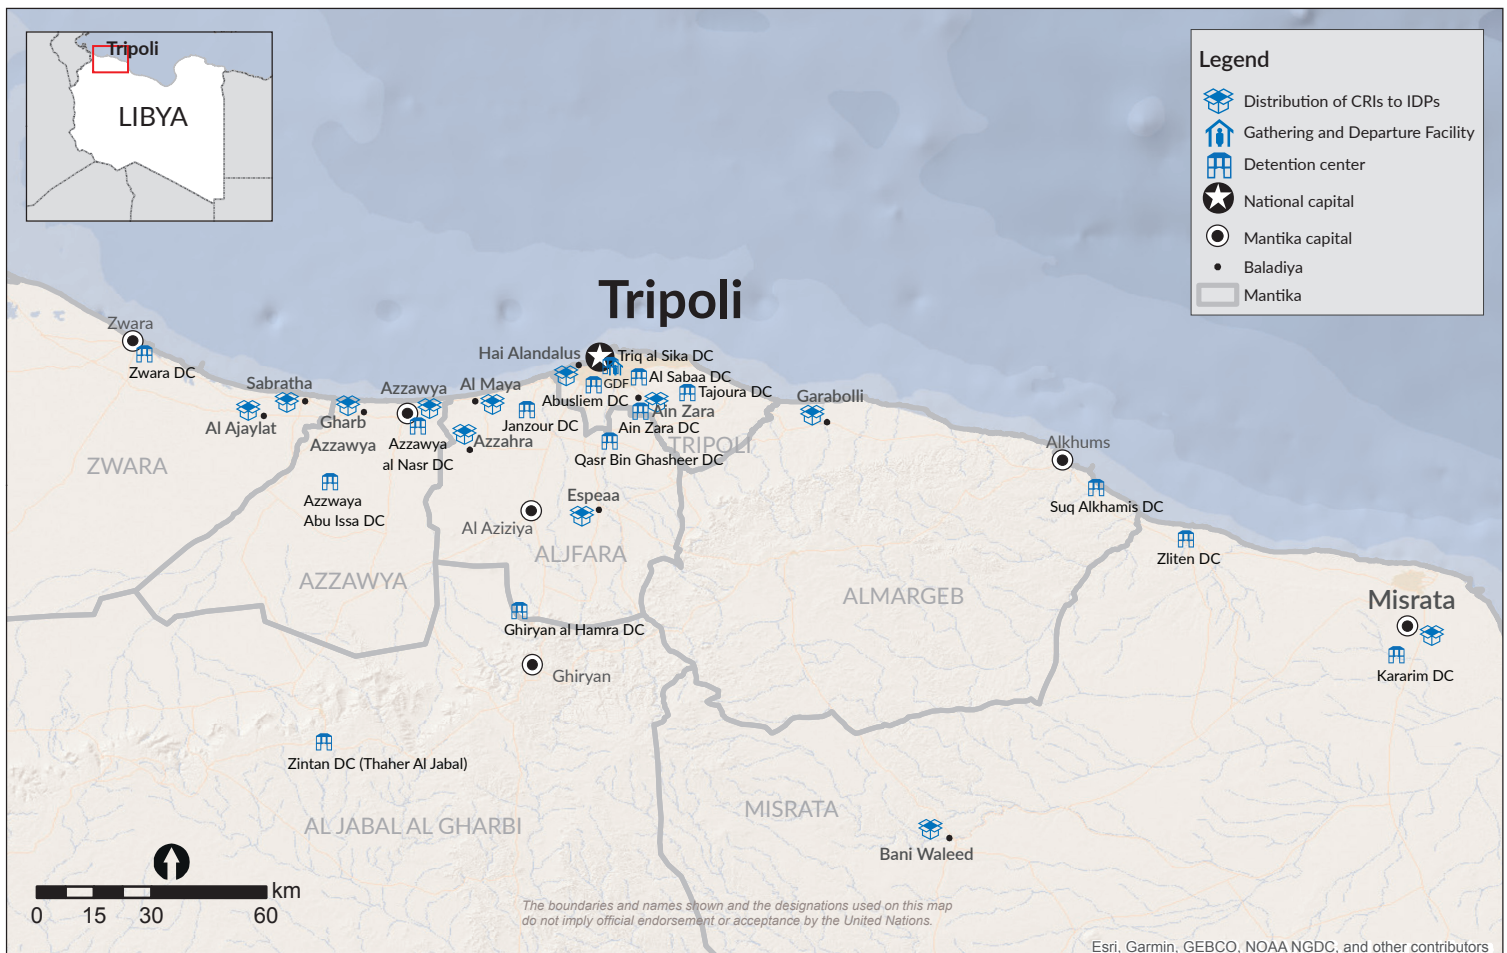 Tripoli
LIBYA
Legend
Distribution of CRIs to IDPs
Gathering and Departure Facility
Detention center
National capital
Mantika capital
Baladiya
Mantika
Tripoli
Zwara
Zwara DC
Hai Alandalus
Triq al Sika DC
GDF
Al Sabaa DC
Tajoura DC
Abusliem DC
Ain Zara
Ain Zara DC
Sabratha
Al Ajaylat
Gharb
Azzawya
Azzawya
Al Maya
Janzour DC
Azzahra
Azzawya
al Nasr DC
Qasr Bin Ghasheer DC
TRIPOLI
Garabolli
Alkhums
Suq Alkhamis DC
Zliten DC
ZWARA
Azzwaya
Abu Issa DC
Espeaa
Al Aziziya
ALJFARA
AZZAWYA
ALMARGEB
Misrata
Kararim DC
Ghiryan al Hamra DC
Ghiryan
Zintan DC (Thaher Al Jabal)
AL JABAL AL GHARBI
MISRATA
Bani Waleed
km
0 15 30 60
The boundaries and names shown and the designations used on this map
do not imply official endorsement or acceptance by the United Nations.
Esri, Garmin, GEBCO, NOAA NGDC, and other contributors